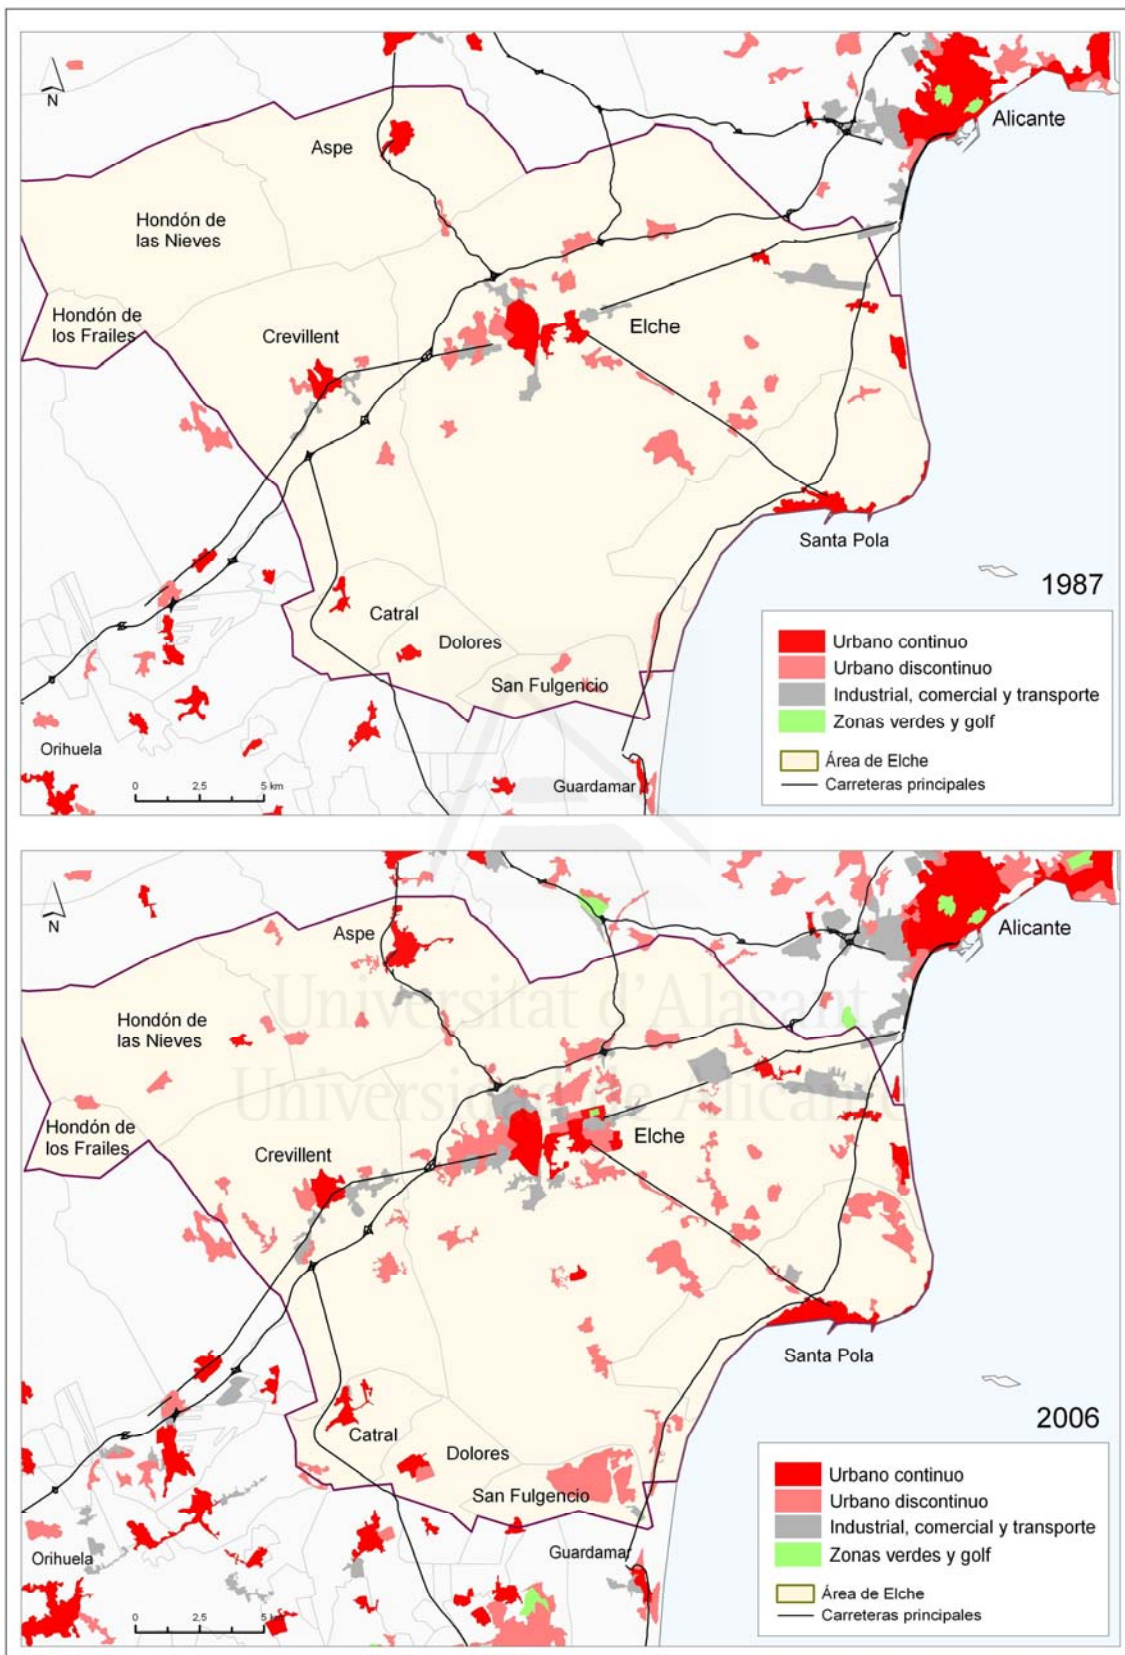 N
Alicante
Aspe
Hondón de
las Nieves
Hondón de
los Frailes
Crevillent
Elche
Santa Pola
1987
Catral
Dolores
San Fulgencio
Orihuela
Guardamar
0 2,5 5 km
Urbano continuo
Urbano discontinuo
Industrial, comercial y transporte
Zonas verdes y golf
Área de Elche
Carreteras principales
N
Aspe
Alicante
Universitat d'Alacant
Universidad de Alicante
Hondón de
las Nieves
Hondón de
los Frailes
Crevillent
Elche
Santa Pola
2006
Catral
Dolores
San Fulgencio
Orihuela
Guardamar
0 2,5 5 km
Urbano continuo
Urbano discontinuo
Industrial, comercial y transporte
Zonas verdes y golf
Área de Elche
Carreteras principales